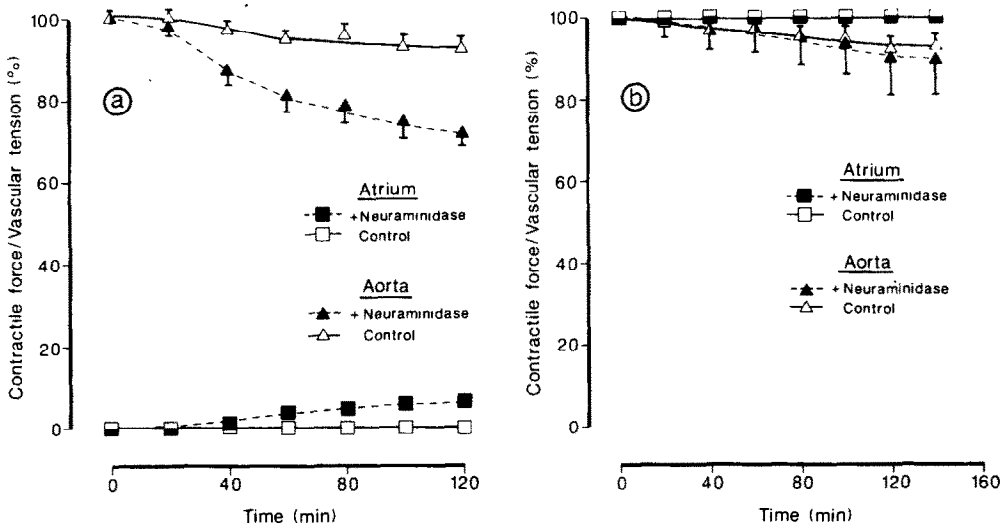 Contractile force/Vascular tension (%)
100
80
60
40
20
0
a
Atrium
+ Neuraminidase
Control
Aorta
+ Neuraminidase
Control
0 40 80 120
Time (min)
Contractile force/Vascular tension (%)
100
80
60
40
20
0
b
Atrium
+ Neuraminidase
Control
Aorta
+ Neuraminidase
Control
0 40 80 120 160
Time (min)